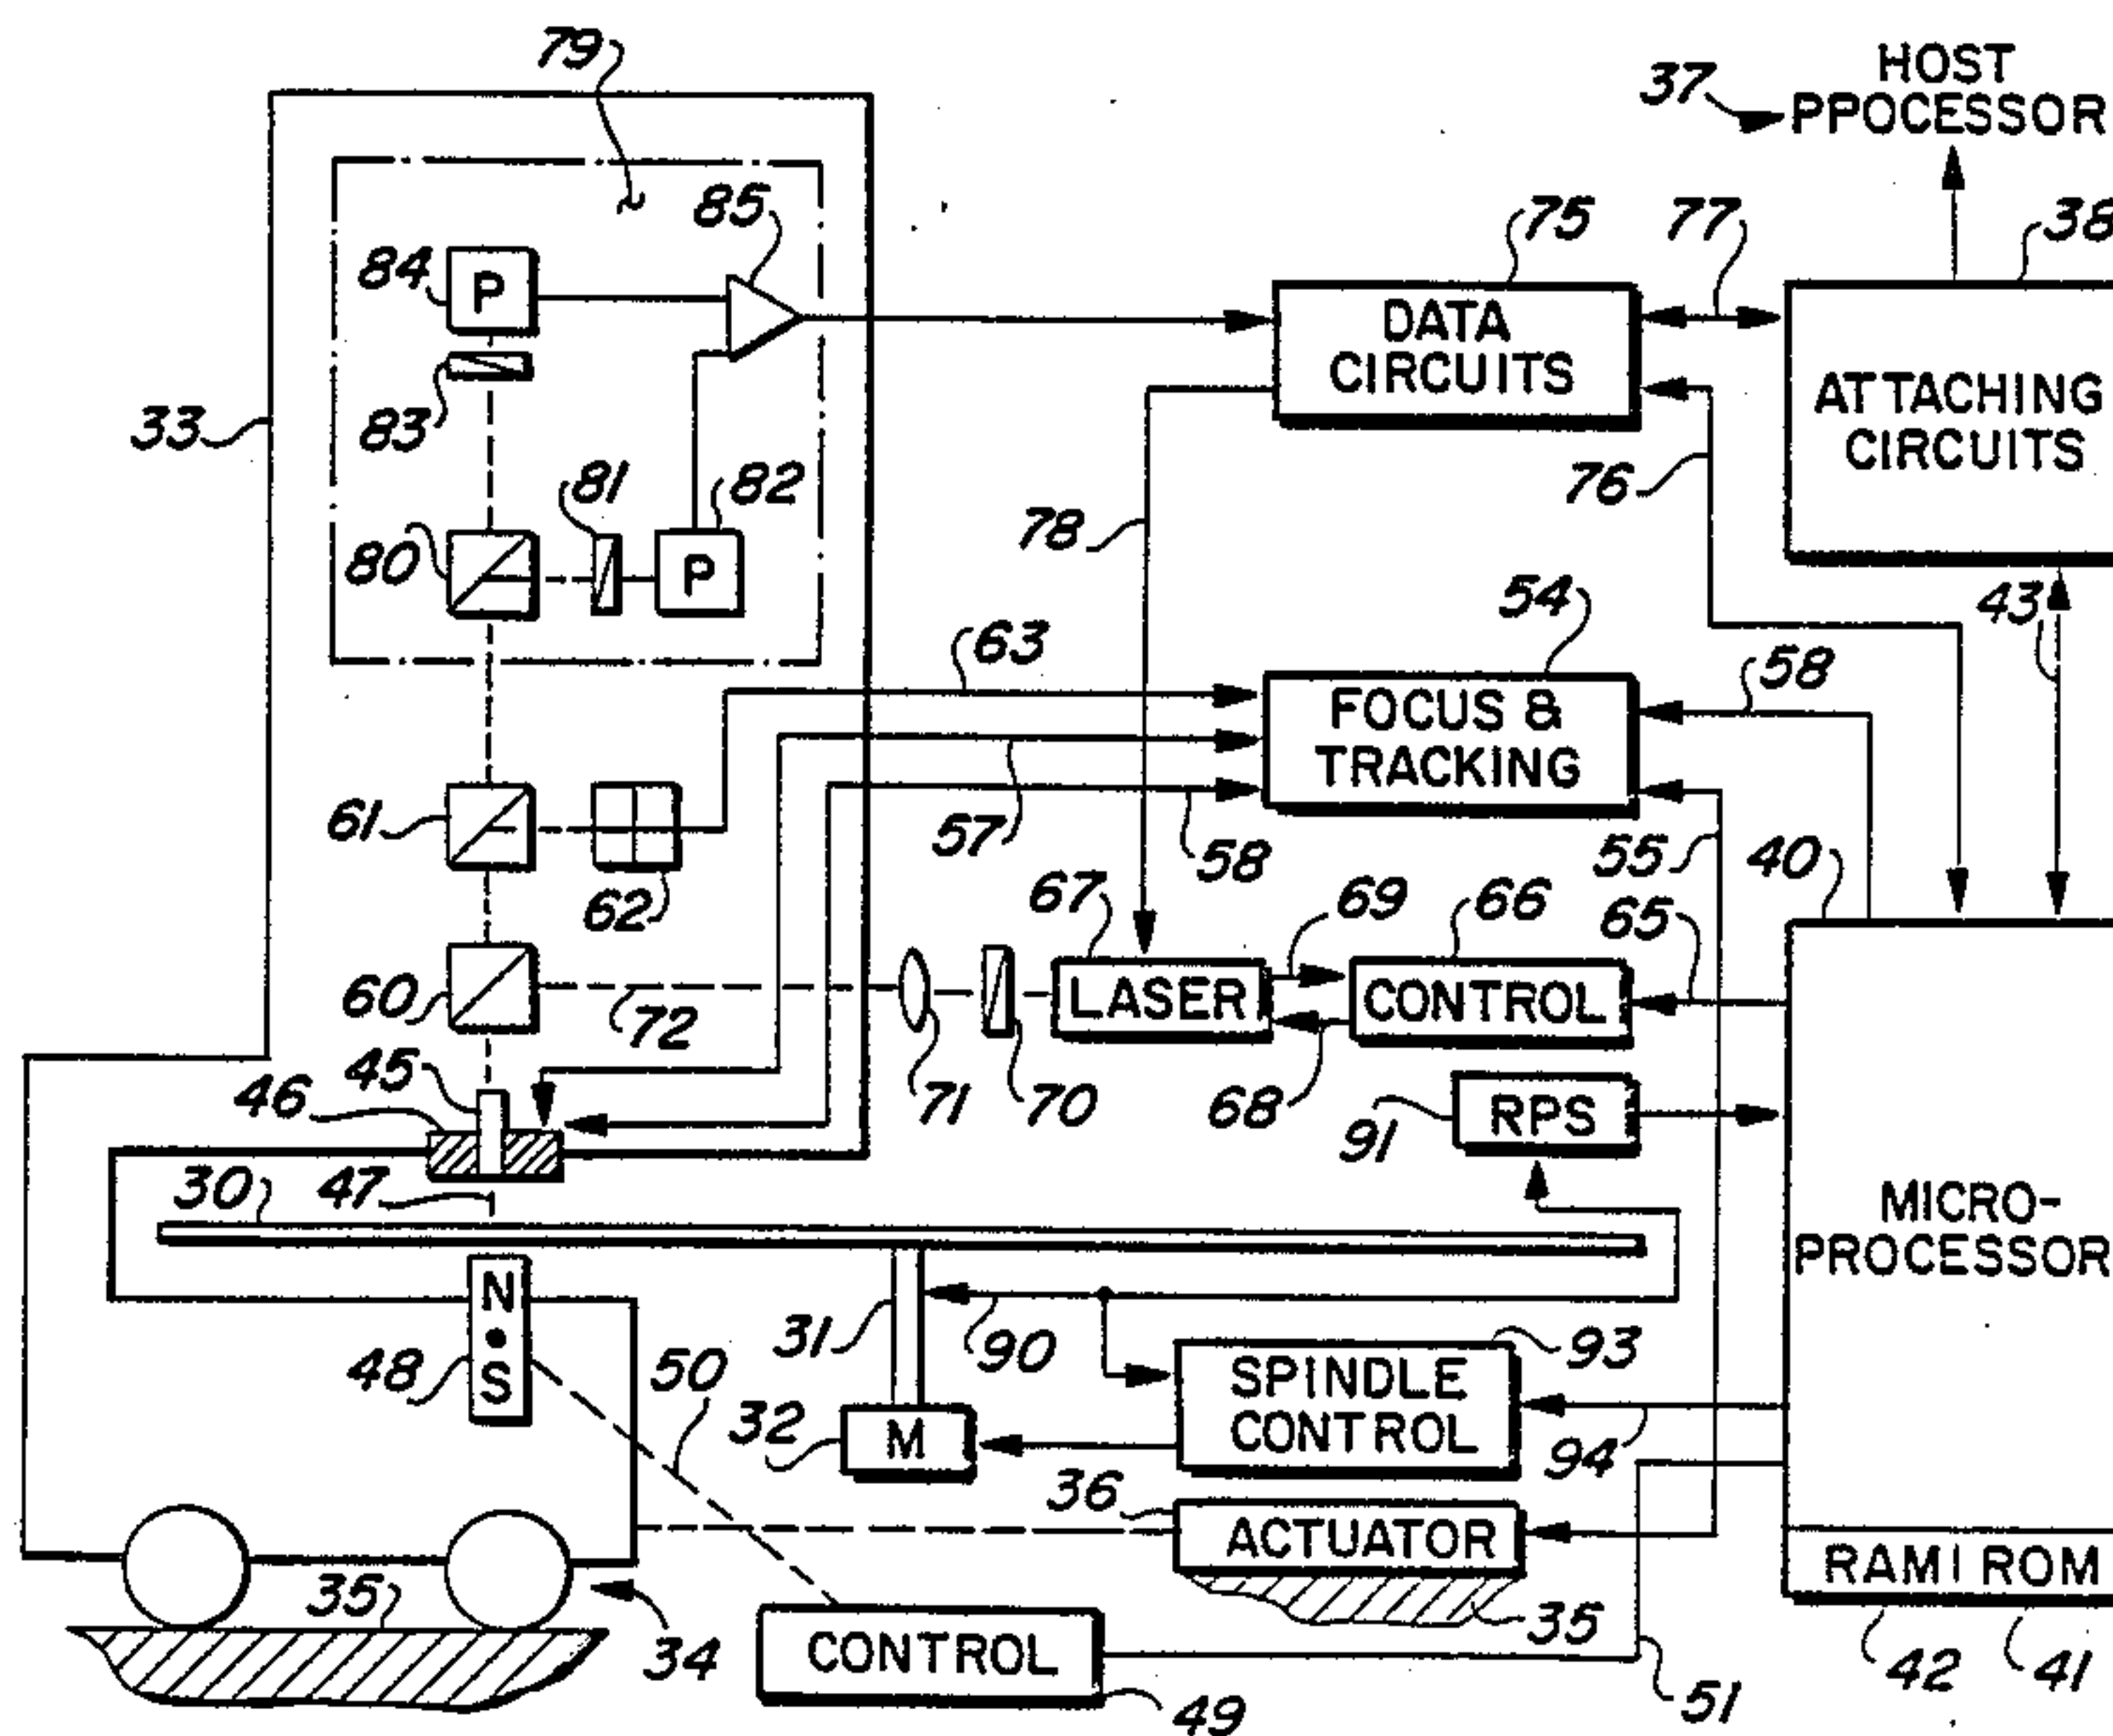 79
HOST
PPOCESSOR
37
85
75
77
38
84
P
DATA
CIRCUITS
33
83
ATTACHING
CIRCUITS
81
82
76
78
80
P
54
43
63
58
FOCUS &
TRACKING
61
57
58
55
40
62
67
69
66
65
60
72
LASER
CONTROL
45
46
71
70
68
RPS
91
30
47
MICRO-
PROCESSOR
N
S
31
90
93
48
50
SPINDLE
CONTROL
32
M
94
36
ACTUATOR
RAM | ROM
35
35
34
CONTROL
42
41
51
49